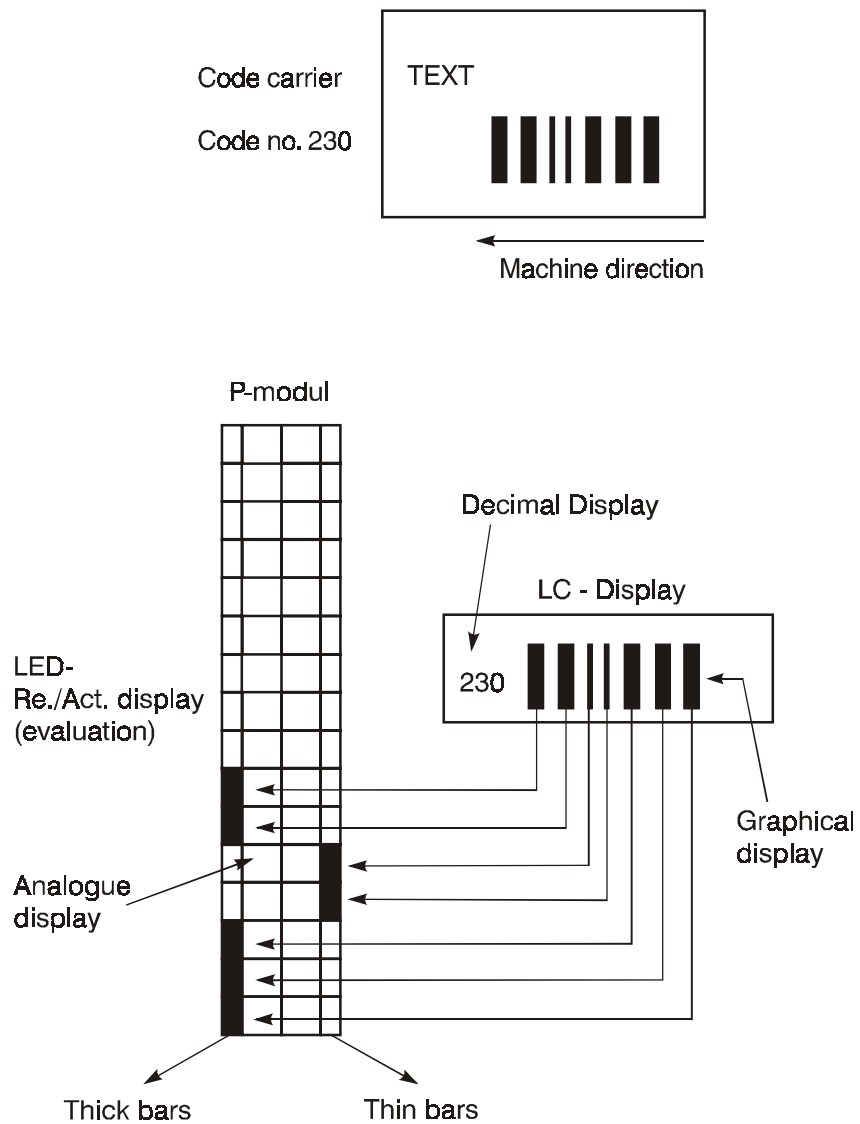 Code carrier
TEXT
Code no. 230
Machine direction
P-modul
Decimal Display
LC - Display
230
LED-
Re./Act. display
(evaluation)
Graphical
display
Analogue
display
Thick bars
Thin bars